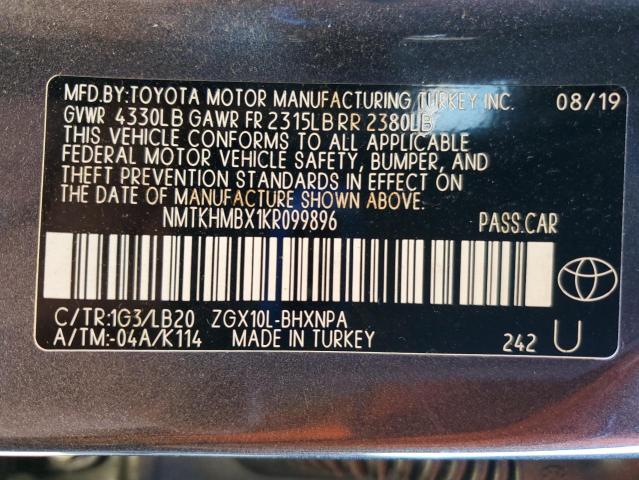 MFD.BY:TOYOTA MOTOR MANUFACTURING TURKEY INC. 08/19
GVWR 4330LB GAWR FR 2315LB RR 2380LB
THIS VEHICLE CONFORMS TO ALL APPLICABLE
FEDERAL MOTOR VEHICLE SAFETY, BUMPER, AND
THEFT PREVENTION STANDARDS IN EFFECT ON
THE DATE OF MANUFACTURE SHOWN ABOVE.
NMTKHMBX1KR099896 PASS.CAR
C/TR:1G3/LB20 ZGX10L-BHXNPA
A/TM:-04A/K114 MADE IN TURKEY 242 U